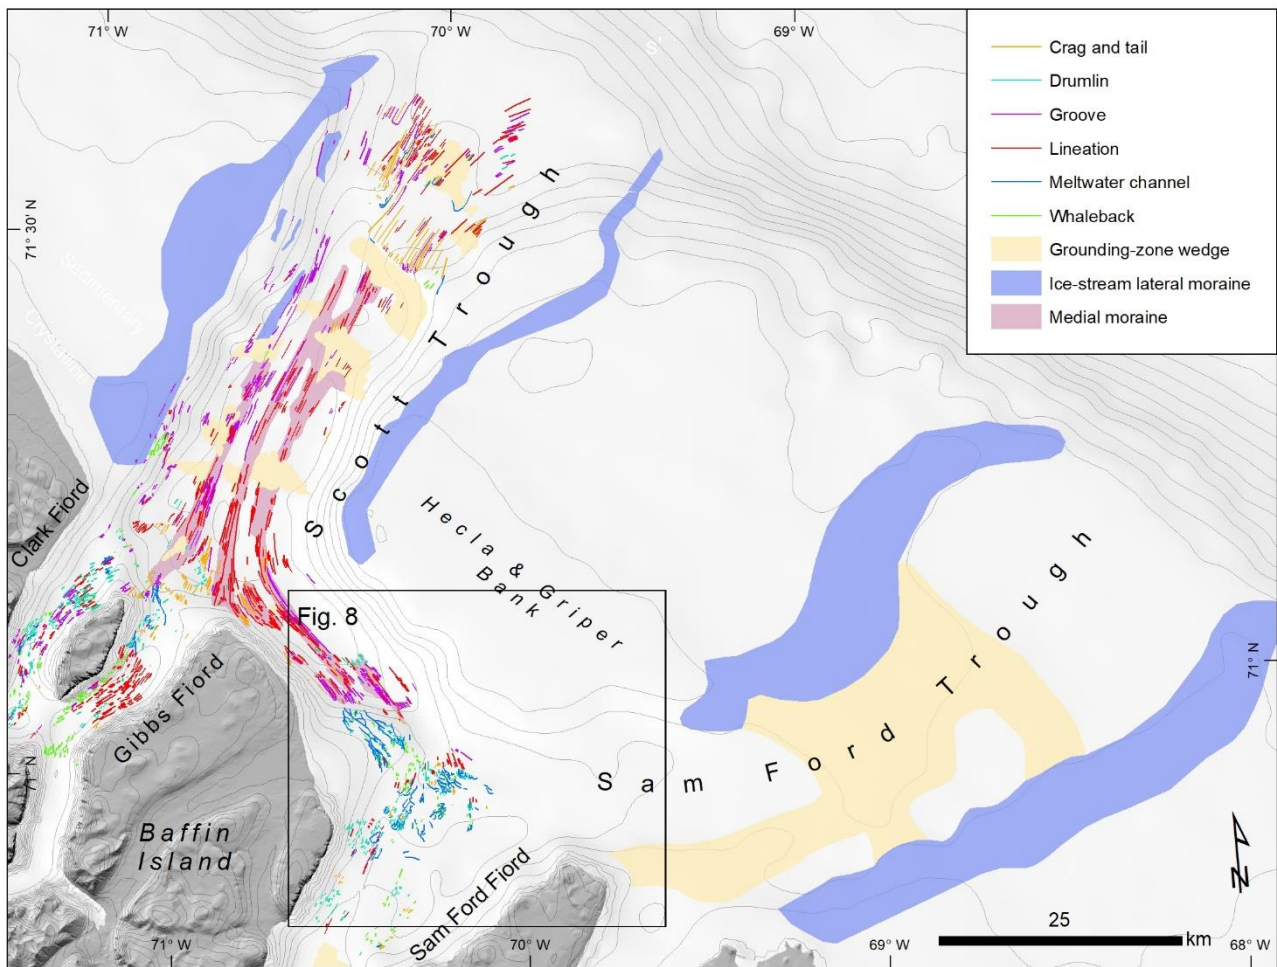 71° W
70° W
69° W
s'
Crag and tail
Drumlin
Groove
Lineation
Meltwater channel
Whaleback
Grounding-zone wedge
Ice-stream lateral moraine
Medial moraine
71° 30' N
Sedimentary
Crystalline
Scott Trough
Clark Fiord
Hecla & Griper
Bank
Fig. 8
Gibbs Fiord
71° N
71° N
Sam Ford Trough
Baffin
Island
Sam Ford Fiord
N
25
km
71° W
70° W
69° W
68° W